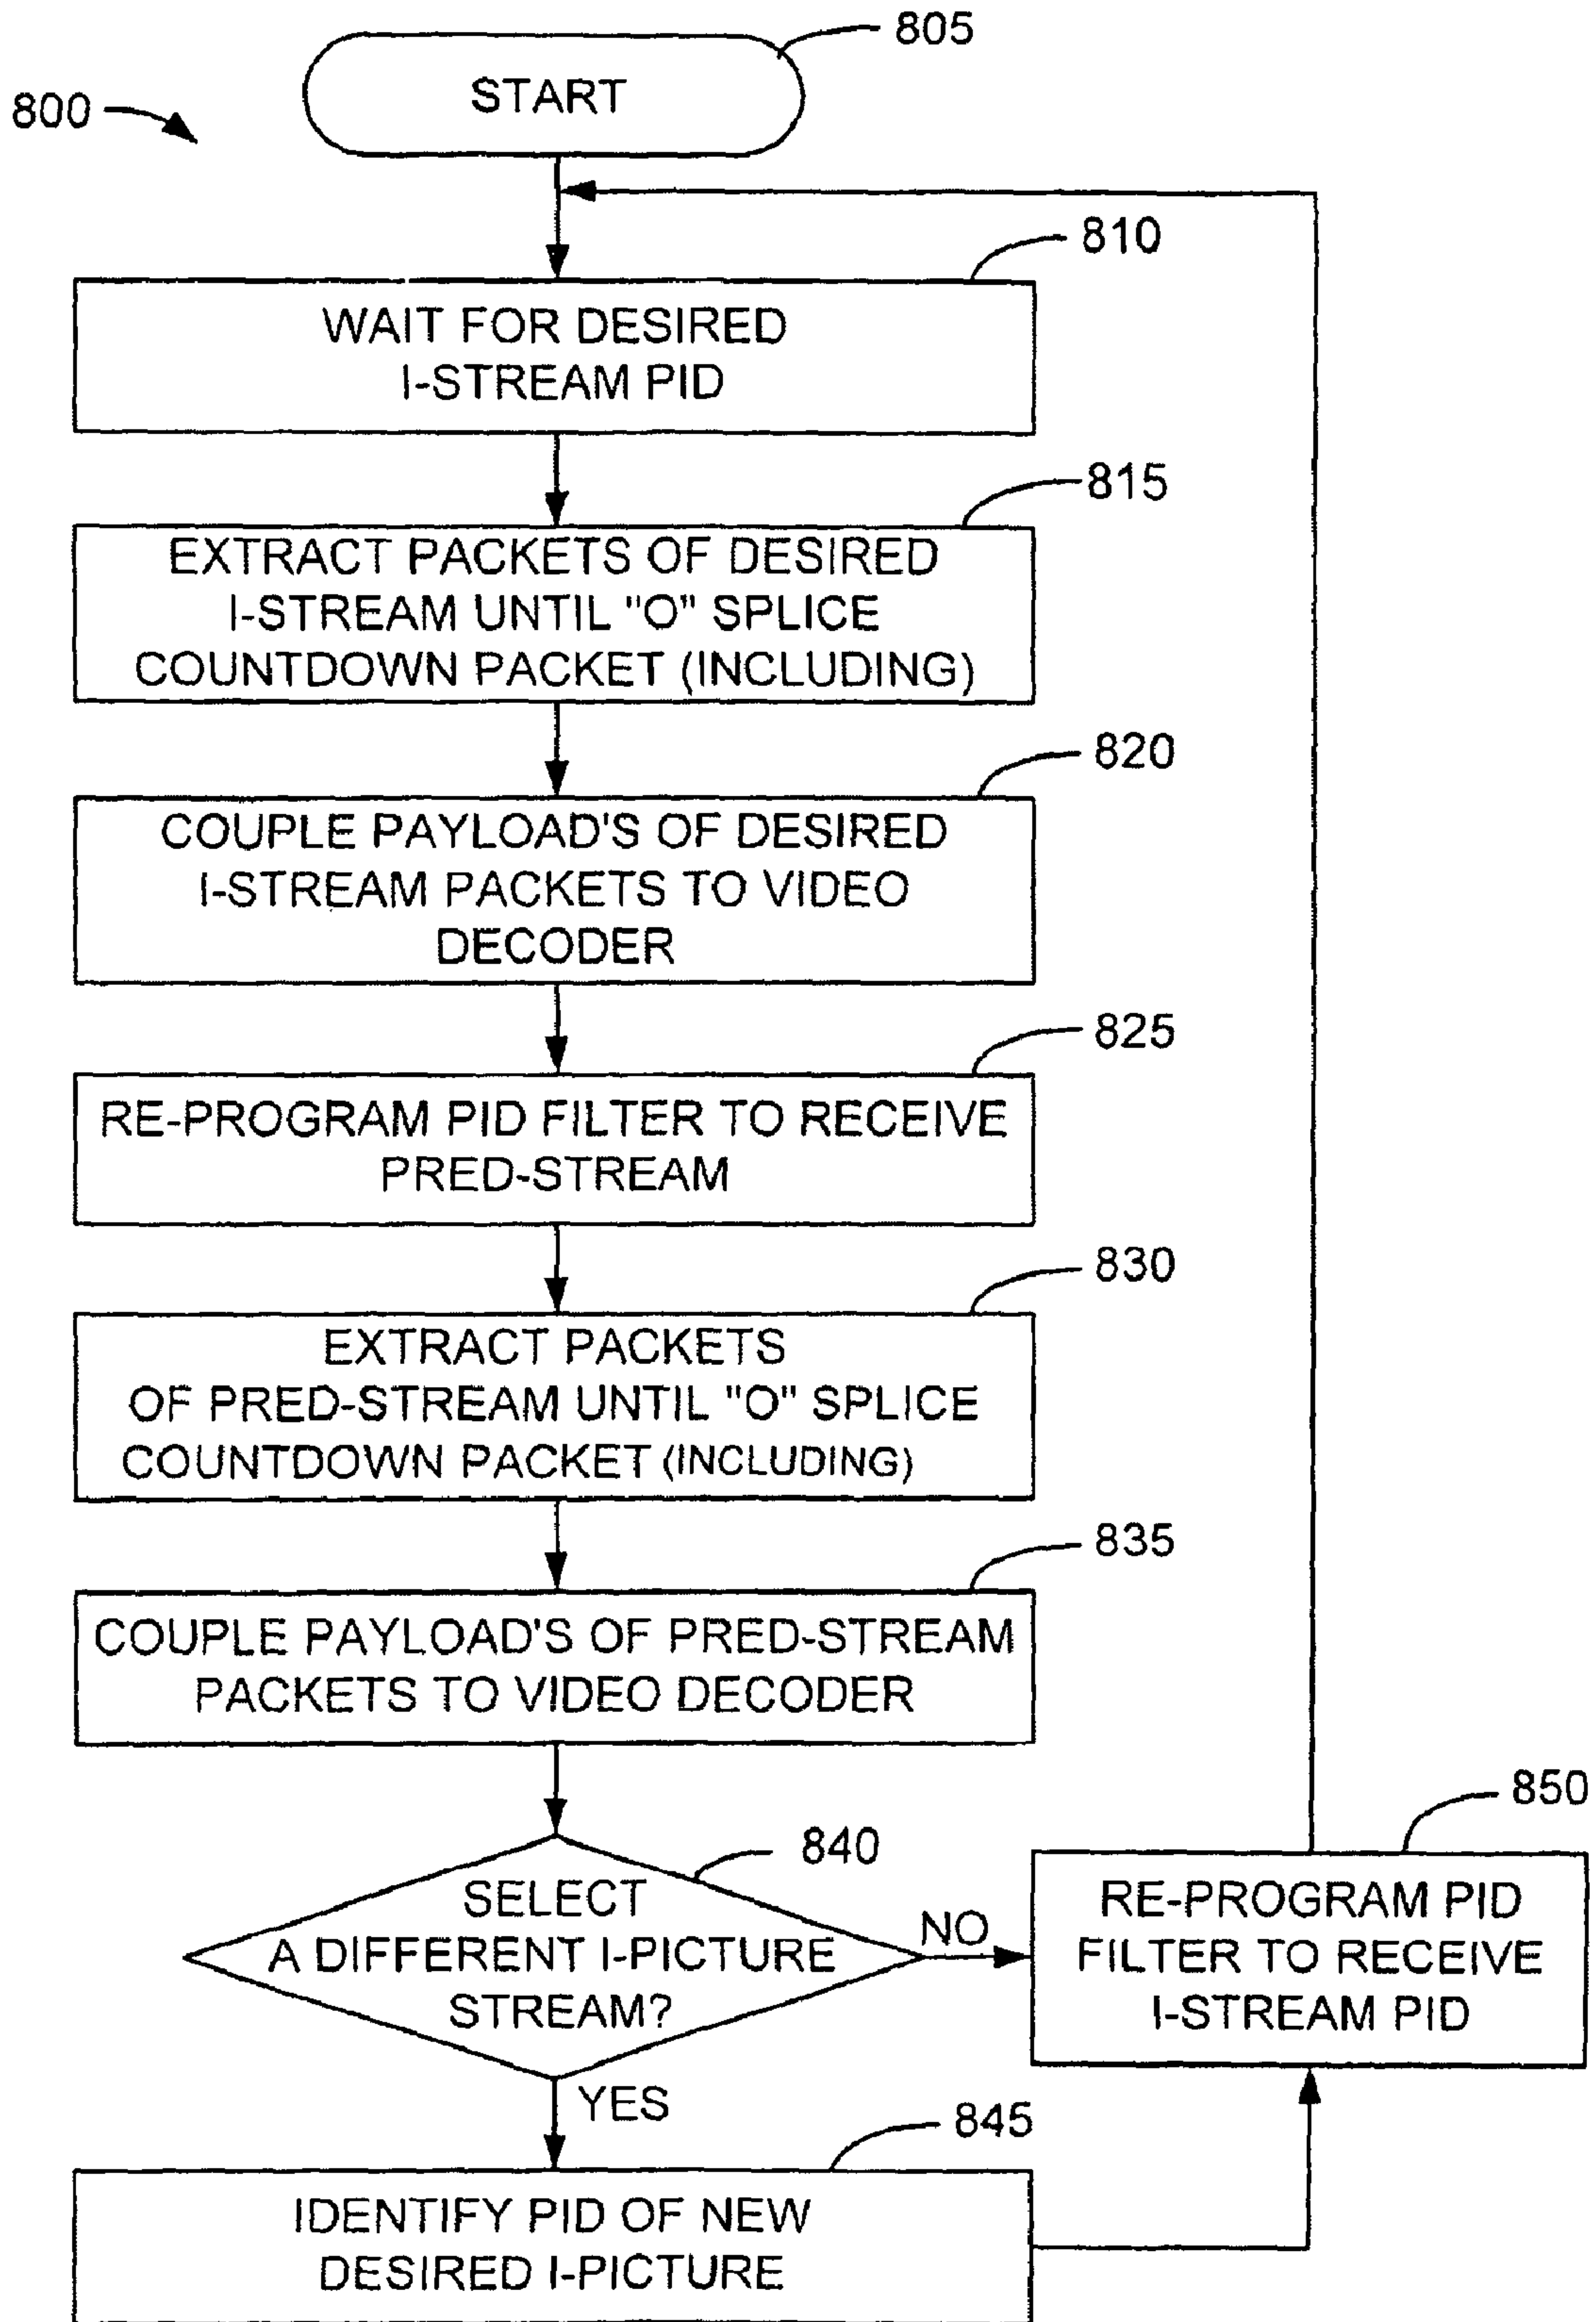 805
START
800
810
WAIT FOR DESIRED
I-STREAM PID
815
EXTRACT PACKETS OF DESIRED
I-STREAM UNTIL "O" SPLICE
COUNTDOWN PACKET (INCLUDING)
820
COUPLE PAYLOAD'S OF DESIRED
I-STREAM PACKETS TO VIDEO
DECODER
825
RE-PROGRAM PID FILTER TO RECEIVE
PRED-STREAM
830
EXTRACT PACKETS
OF PRED-STREAM UNTIL "O" SPLICE
COUNTDOWN PACKET (INCLUDING)
835
COUPLE PAYLOAD'S OF PRED-STREAM
PACKETS TO VIDEO DECODER
840
SELECT
A DIFFERENT I-PICTURE
STREAM?
NO
850
RE-PROGRAM PID
FILTER TO RECEIVE
I-STREAM PID
YES
845
IDENTIFY PID OF NEW
DESIRED I-PICTURE